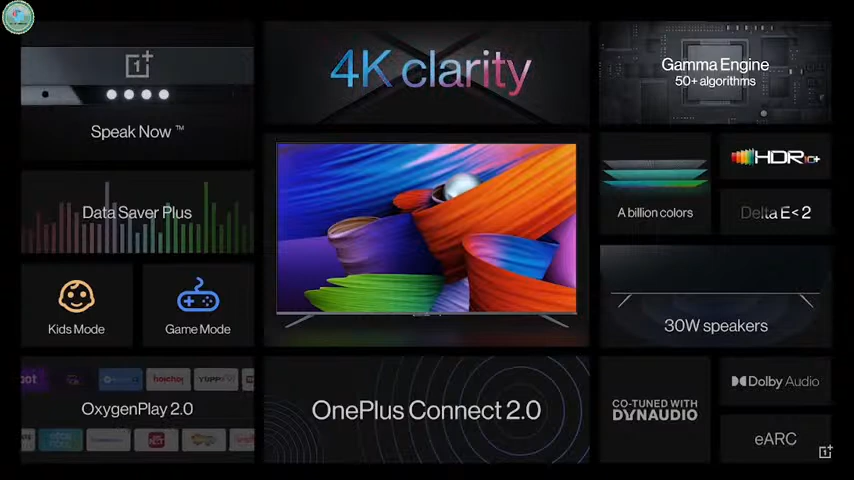 4K clarity
Gamma Engine
50+ algorithms
Speak Now ™
HDR10+
A billion colors
Delta E<2
Data Saver Plus
Kids Mode
Game Mode
30W speakers
OxygenPlay 2.0
hoichoi
OnePlus Connect 2.0
CO-TUNED WITH
DYNAUDIO
Dolby Audio
eARC